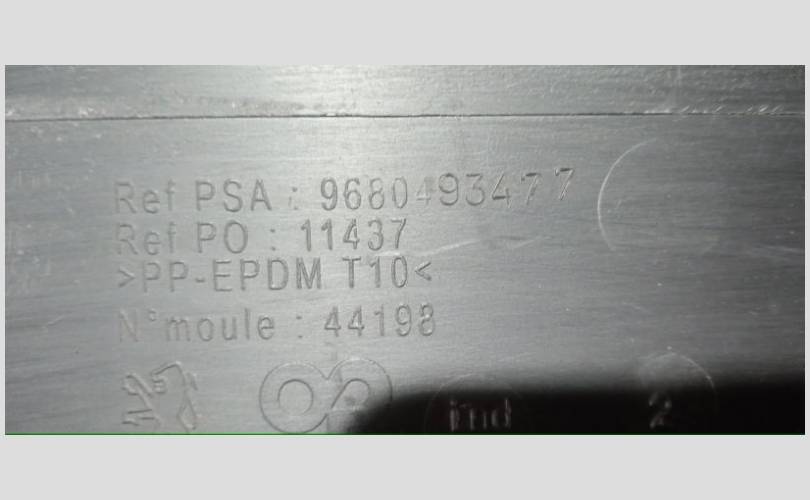 Ref PSA : 9680493477
Ref PO : 11437
>PP-EPDM T10<
N°moule : 44198
ind 2